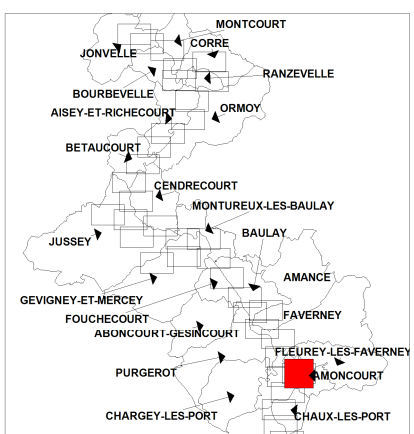 MONTCOURT
JONVELLE
CORRE
RANZEVELLE
BOURBEVELLE
AISEY-ET-RICHECOURT
ORMOY
BETAUCOURT
CENDRECOURT
MONTUREUX-LES-BAULAY
JUSSEY
BAULAY
AMANCE
GEVIGNEY-ET-MERCEY
FOUCHECOURT
FAVERNEY
ABONCOURT-GESINCOURT
FLEUREY-LES-FAVERNEY
PURGEROT
AMONCOURT
CHARGEY-LES-PORT
CHAUX-LES-PORT